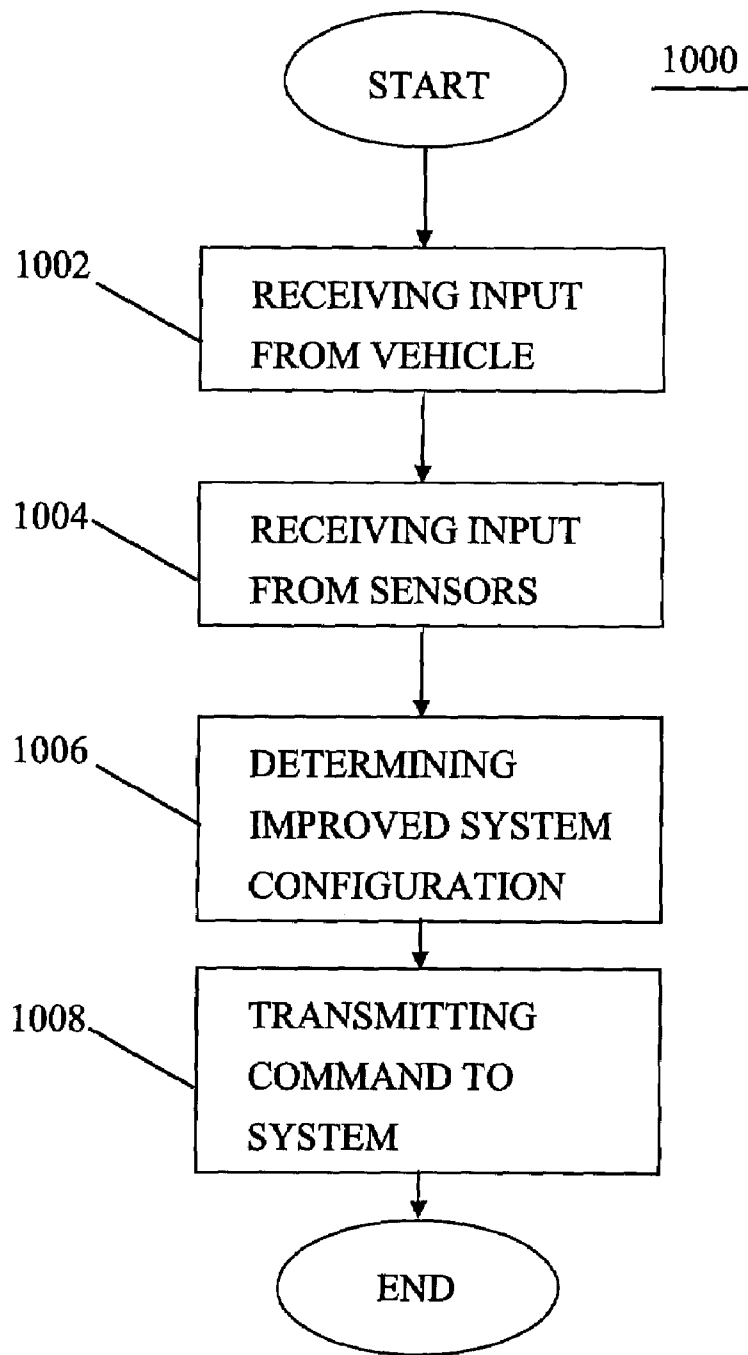 START
1000
1002
RECEIVING INPUT
FROM VEHICLE
1004
RECEIVING INPUT
FROM SENSORS
1006
DETERMINING
IMPROVED SYSTEM
CONFIGURATION
1008
TRANSMITTING
COMMAND TO
SYSTEM
END